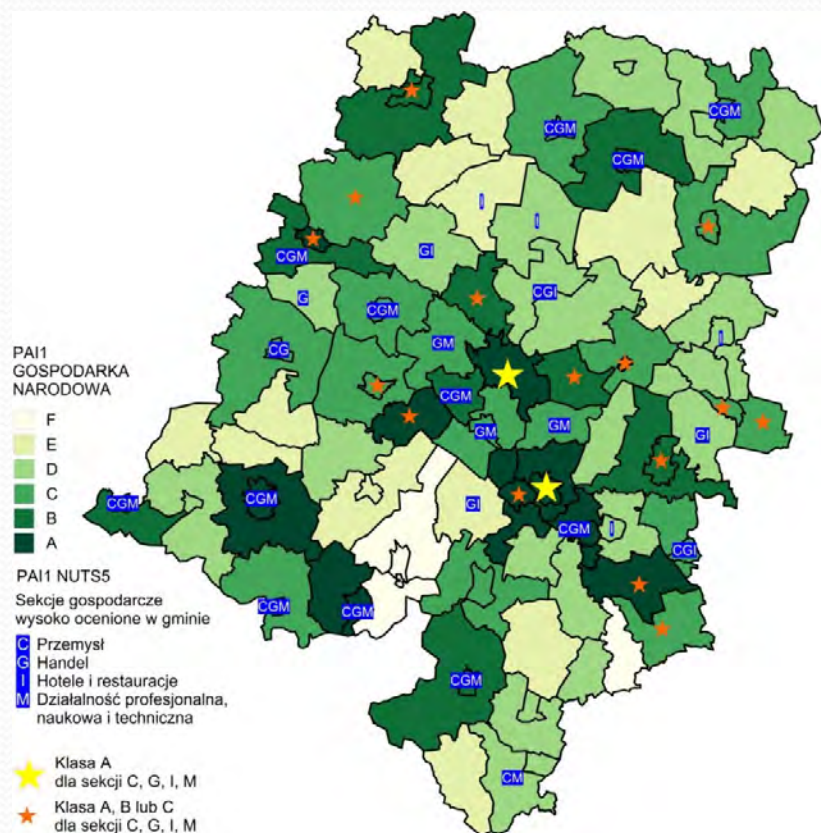 CGM
CGM
CGM
I
I
CGM
GI
G
CGM
CGI
CG
GM
I
CGM
GM
GM
GI
CGM
CGM
GI
CGM
I
CGI
CGM
CGM
CGM
CM
PAI1
GOSPODARKA
NARODOWA
F
E
D
C
B
A
PAI1 NUTS5
Sekcje gospodarcze
wysoko ocenione w gminie
C Przemysł
G Handel
I Hotele i restauracje
M Działalność profesjonalna,
naukowa i techniczna
Klasa A
dla sekcji C, G, I, M
Klasa A, B lub C
dla sekcji C, G, I, M